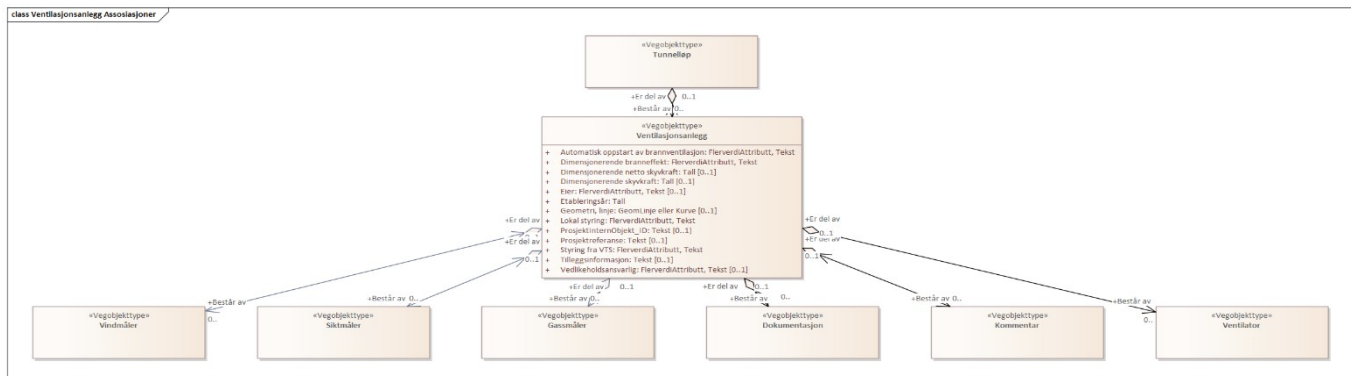 class Ventilasjonsanlegg Assosiasjoner
«Vegobjekttype»
Tunnelløp
+Er del av 0..1
+Består av 0..
«Vegobjekttype»
Ventilasjonsanlegg
+ Automatisk oppstart av brannventilasjon: FlerverdiAttributt, Tekst
+ Dimensjonerende branneffekt: FlerverdiAttributt, Tekst
+ Dimensjonerende netto skyvkraft: Tall [0..1]
+ Dimensjonerende skyvkraft: Tall [0..1]
+ Eier: FlerverdiAttributt, Tekst [0..1]
+ Etableringsår: Tall
+ Geometri, linje: GeomLinje eller Kurve [0..1]
+ Lokal styring: FlerverdiAttributt, Tekst
+ ProsjektInternObjekt_ID: Tekst [0..1]
+ Prosjektreferanse: Tekst [0..1]
+ Styring fra VTS: FlerverdiAttributt, Tekst
+ Tilleggsinformasjon: Tekst [0..1]
+ Vedlikeholdsansvarlig: FlerverdiAttributt, Tekst [0..1]
+Er del av
+Er del av
0..1
+Er del av
0..1
+Er del av
0..1
+Er del av 0..1
+Er del av 0..1
+Består av
0..
+Består av 0..
+Består av 0..
+Består av 0..
+Består av 0..
+Består av
0..
«Vegobjekttype»
Vindmåler
«Vegobjekttype»
Siktmåler
«Vegobjekttype»
Gassmåler
«Vegobjekttype»
Dokumentasjon
«Vegobjekttype»
Kommentar
«Vegobjekttype»
Ventilator